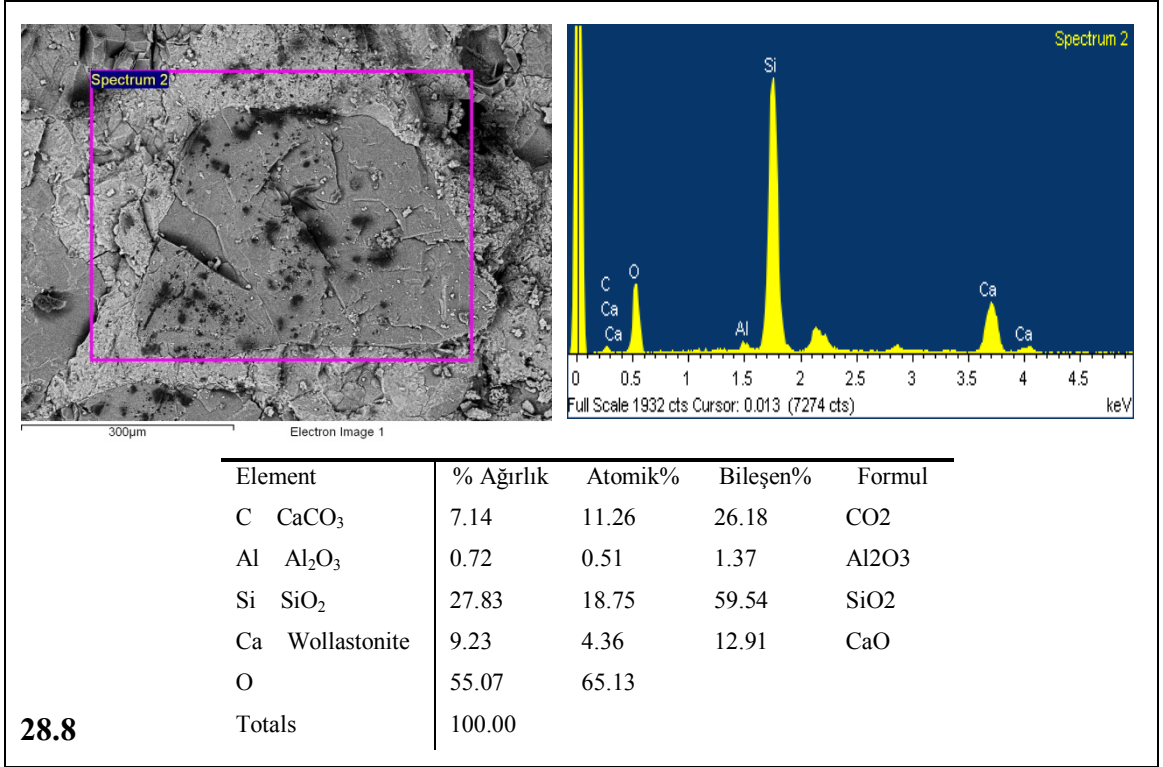 Spectrum 2
300µm Electron Image 1
Spectrum 2
Si
C
O
Ca
Ca
Al
Ca
Ca
0 0.5 1 1.5 2 2.5 3 3.5 4 4.5
Full Scale 1932 cts Cursor: 0.013 (7274 cts) keV
Element % Ağırlık Atomik% Bileşen% Formul
C CaCO₃ 7.14 11.26 26.18 CO2
Al Al₂O₃ 0.72 0.51 1.37 Al2O3
Si SiO₂ 27.83 18.75 59.54 SiO2
Ca Wollastonite 9.23 4.36 12.91 CaO
O 55.07 65.13
Totals 100.00
28.8